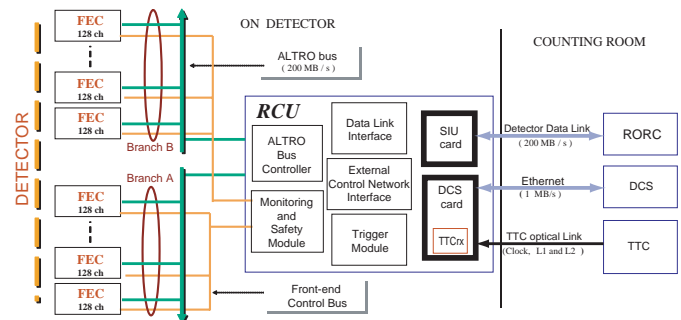 ON DETECTOR
COUNTING ROOM
FEC
128 ch
FEC
128 ch
FEC
128 ch
Branch B
ALTRO bus
( 200 MB / s )
DETECTOR
Branch A
FEC
128 ch
FEC
128 ch
FEC
128 ch
RCU
ALTRO
Bus
Controller
Monitoring
and
Safety
Module
Data Link
Interface
External
Control Network
Interface
Trigger
Module
SIU
card
DCS
card
TTCrx
Front-end
Control Bus
Detector Data Link
( 200 MB / s )
Ethernet
( 1 MB/s )
TTC optical Link
(Clock, L1 and L2 )
RORC
DCS
TTC